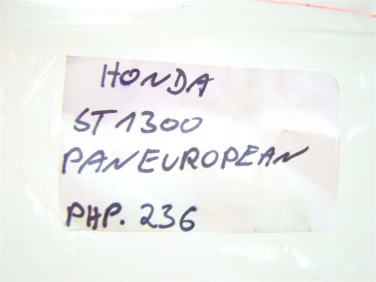 HONDA
ST1300
PANEUROPEAN
PHP. 236